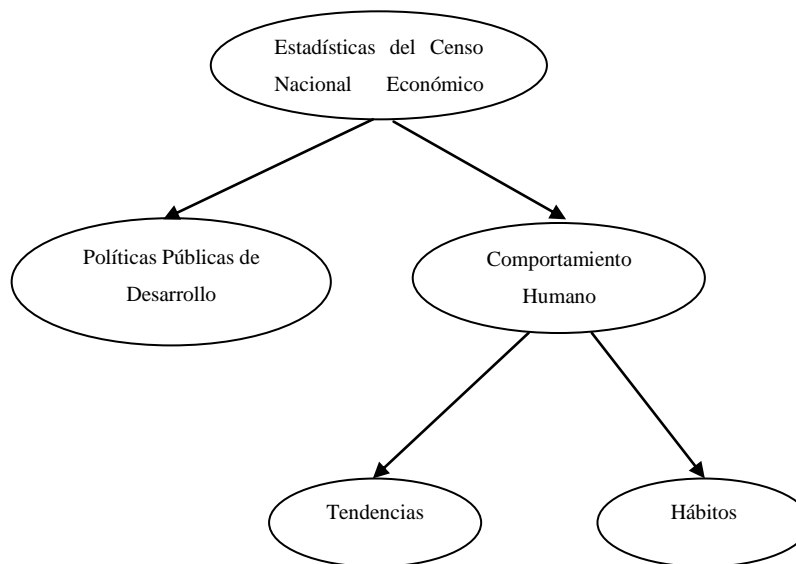 Estadísticas del Censo
Nacional Económico
Políticas Públicas de
Desarrollo
Comportamiento
Humano
Tendencias
Hábitos